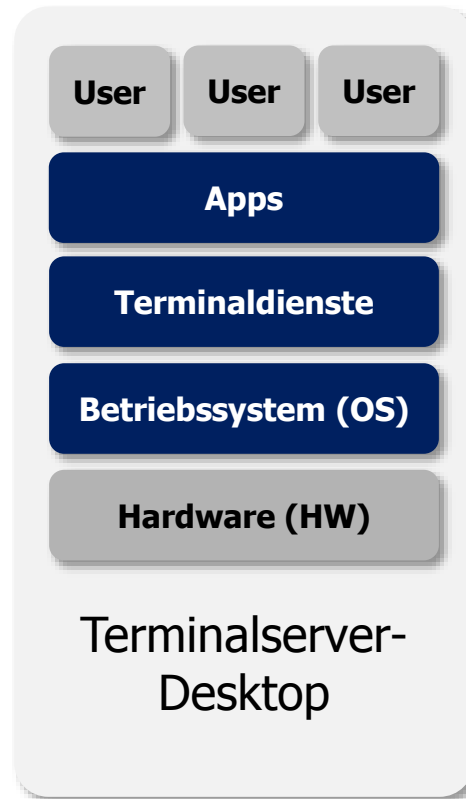 User User User
Apps
Terminaldienste
Betriebssystem (OS)
Hardware (HW)
Terminalserver-
Desktop